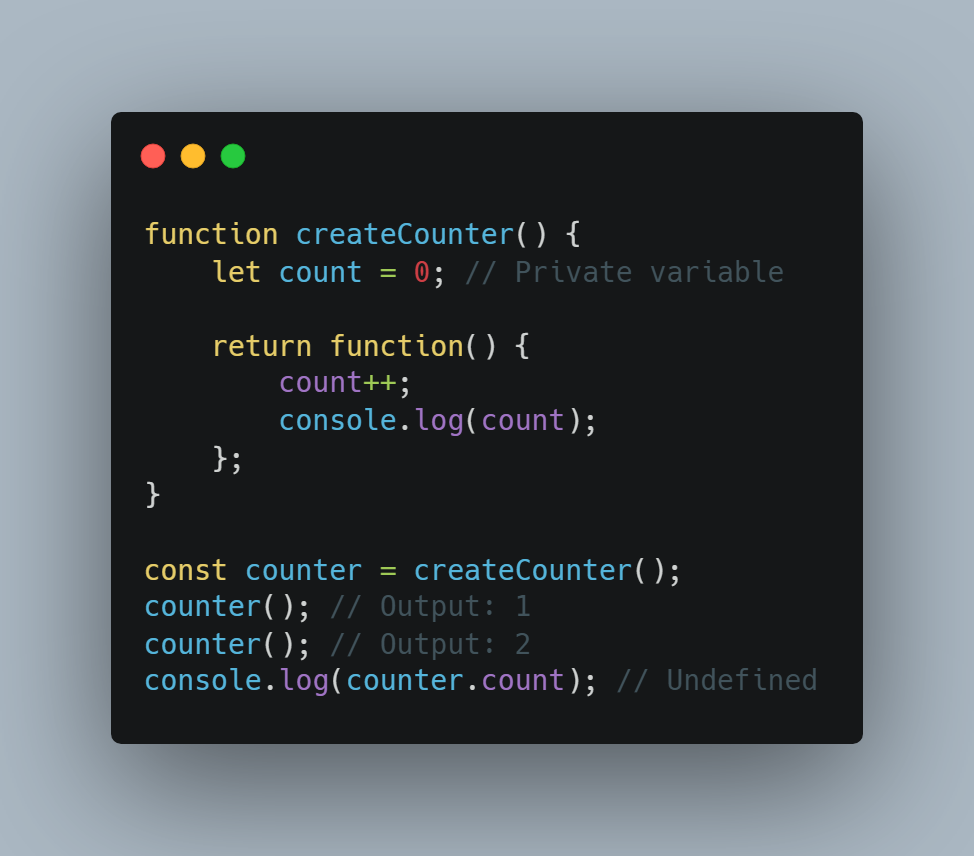 function createCounter() {
    let count = 0; // Private variable

    return function() {
        count++;
        console.log(count);
    };
}

const counter = createCounter();
counter(); // Output: 1
counter(); // Output: 2
console.log(counter.count); // Undefined